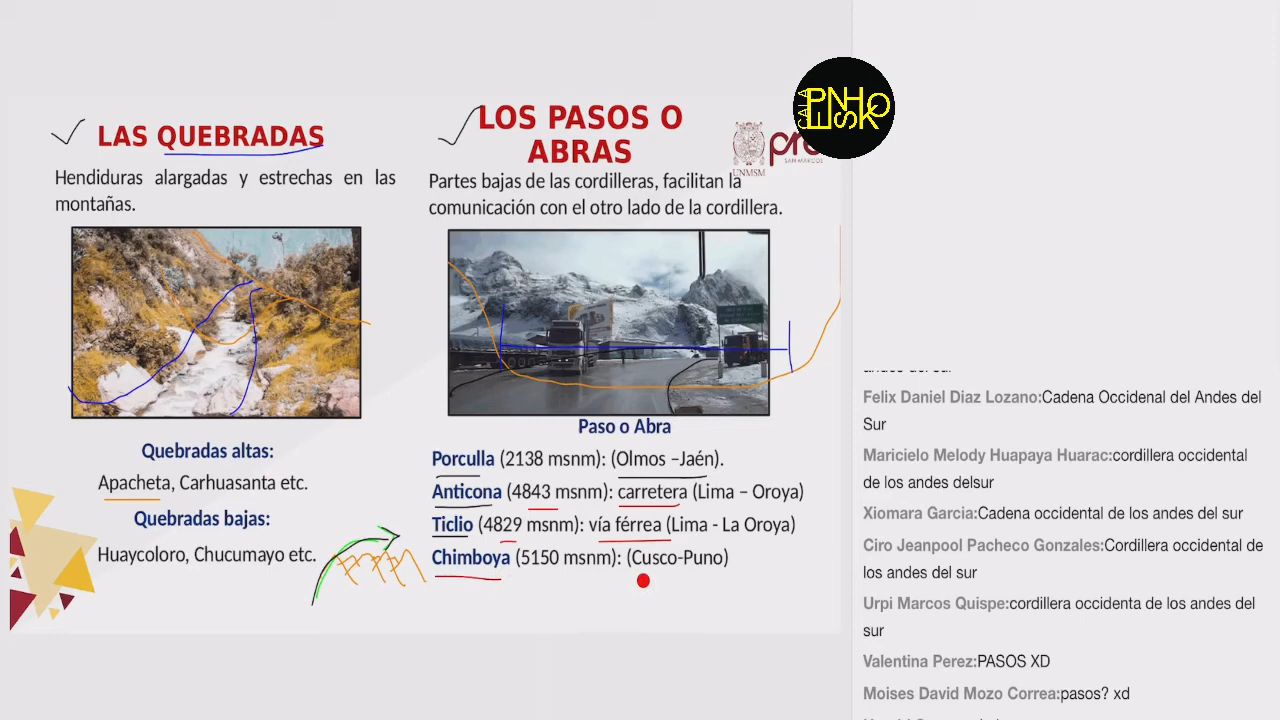 LAS QUEBRADAS
Hendiduras alargadas y estrechas en las
montañas.
Quebradas altas:
Apacheta, Carhuasanta etc.
Quebradas bajas:
Huaycoloro, Chucumayo etc.
LOS PASOS O
ABRAS
Partes bajas de las cordilleras, facilitan la
comunicación con el otro lado de la cordillera.
Paso o Abra
Porculla (2138 msnm): (Olmos –Jaén).
Anticona (4843 msnm): carretera (Lima – Oroya)
Ticlio (4829 msnm): vía férrea (Lima - La Oroya)
Chimboya (5150 msnm): (Cusco-Puno)
UNMSM
SAN MARCOS
Felix Daniel Diaz Lozano:Cadena Occidenal del Andes del
Sur
Maricielo Melody Huapaya Huarac:cordillera occidental
de los andes delsur
Xiomara Garcia:Cadena occidental de los andes del sur
Ciro Jeanpool Pacheco Gonzales:Cordillera occidental de
los andes del sur
Urpi Marcos Quispe:cordillera occidenta de los andes del
sur
Valentina Perez:PASOS XD
Moises David Mozo Correa:pasos? xd